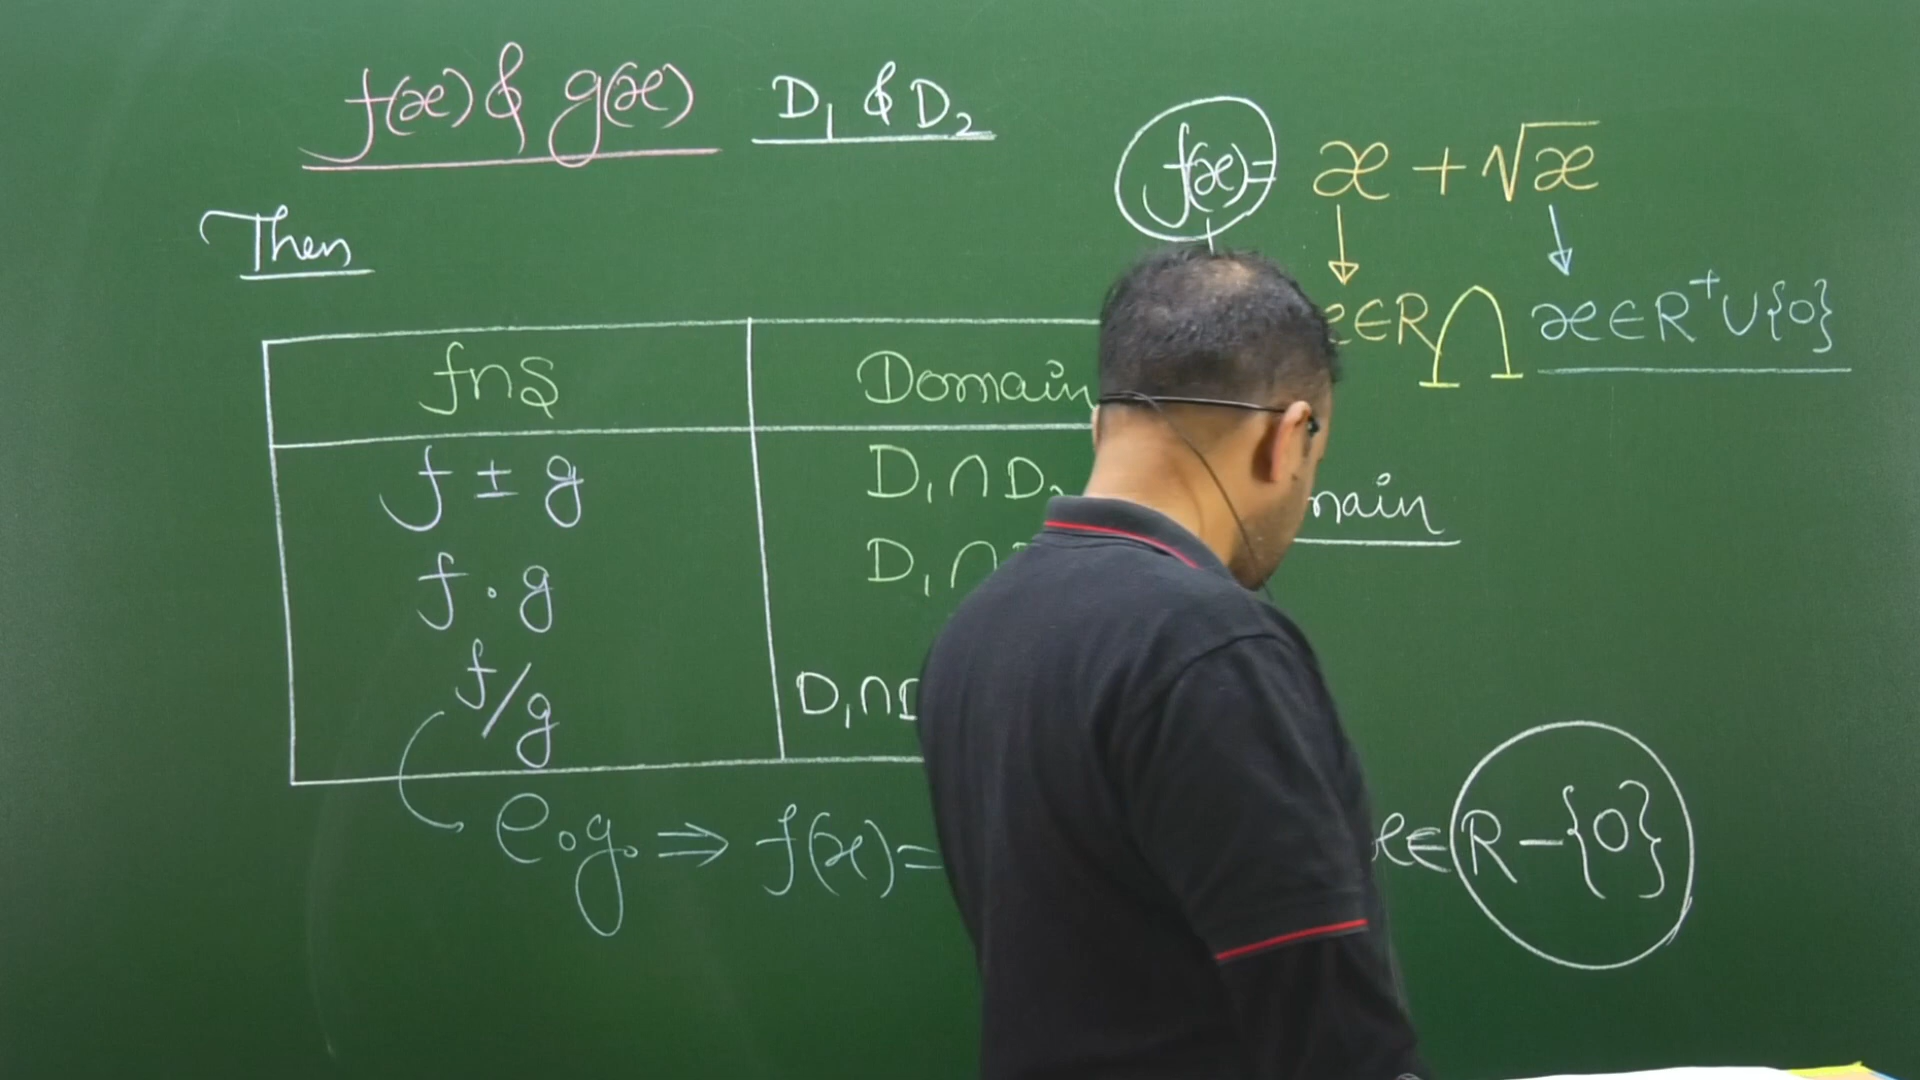 f(x) & g(x) D₁ & D₂
f(x)= x + √x
Then
x∈R ∩ x∈R⁺∪{0}
fns Domain
f ± g D₁∩D₂
main
f . g D₁∩
f/g D₁∩
e.g. ⇒ f(x)= x∈ R-{0}